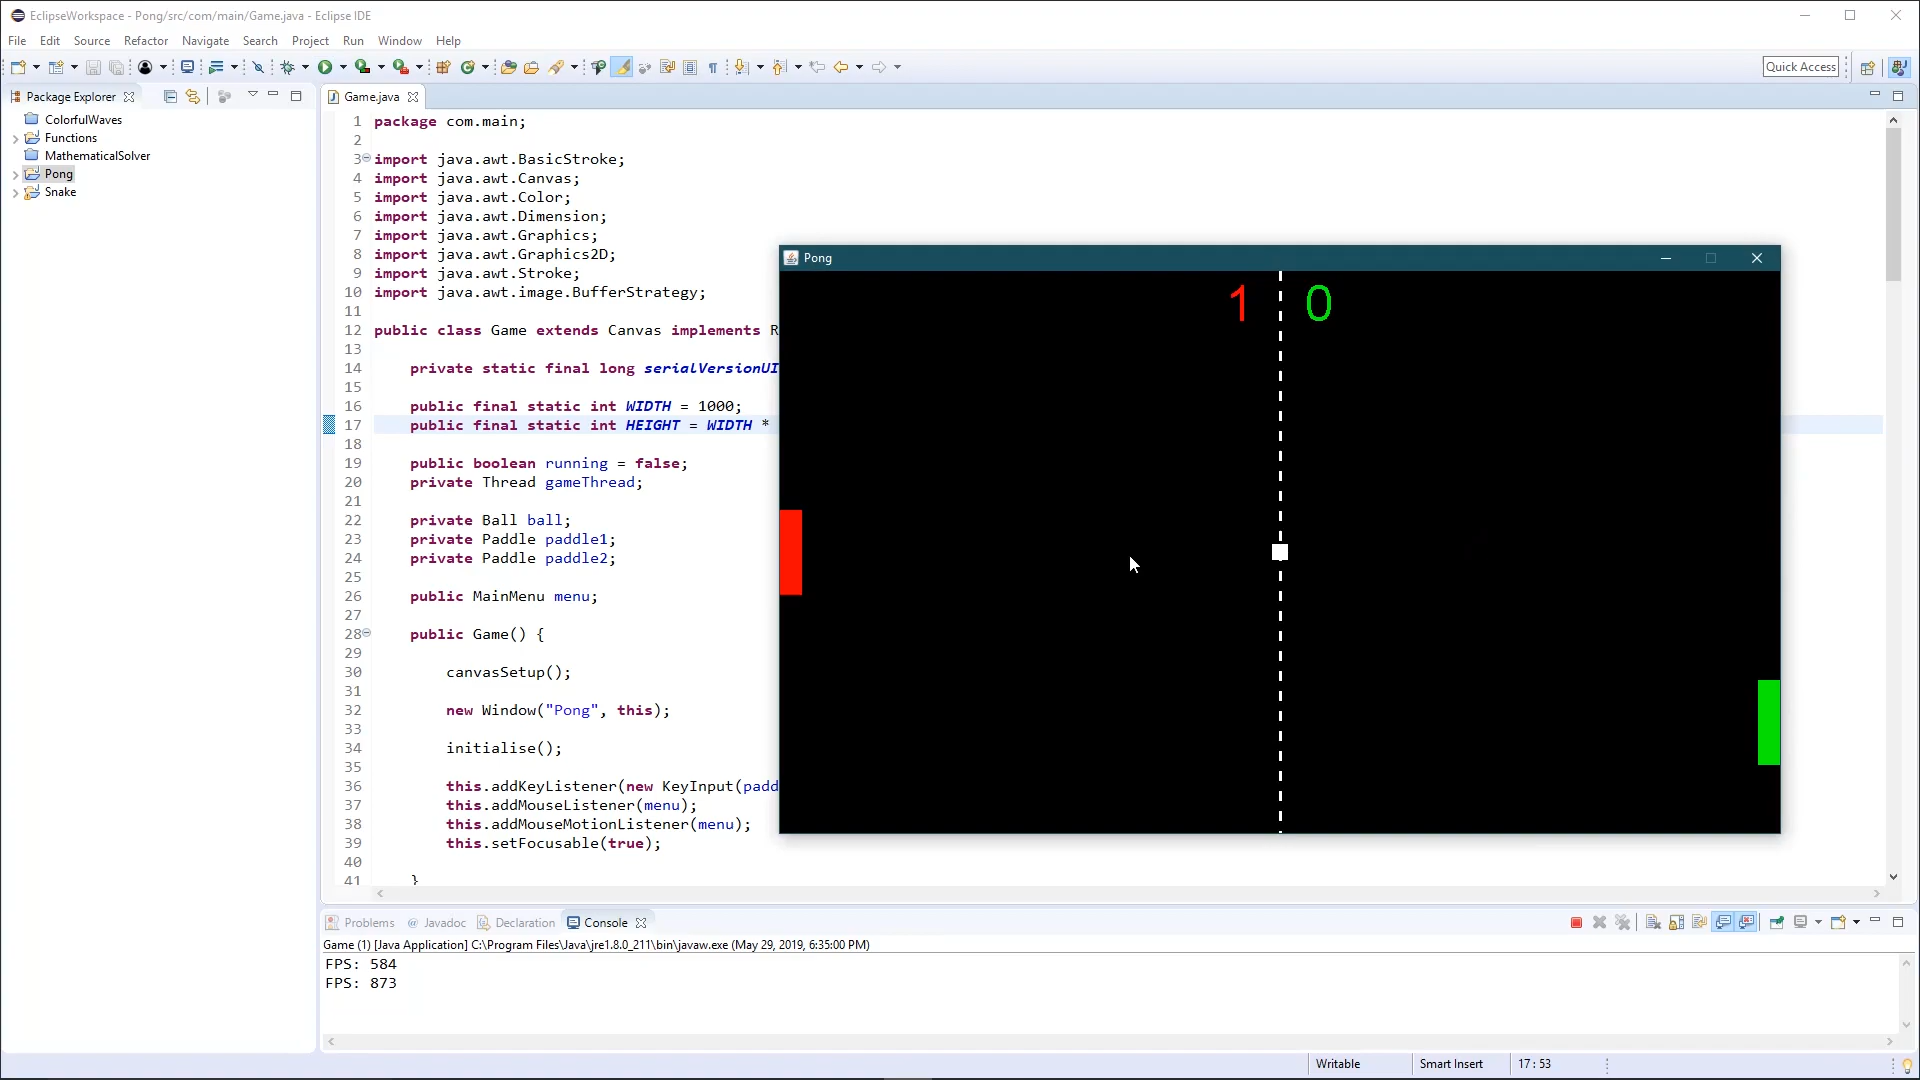 EclipseWorkspace - Pong/src/com/main/Game.java - Eclipse IDE
File Edit Source Refactor Navigate Search Project Run Window Help
Quick Access
Package Explorer
ColorfulWaves
Functions
MathematicalSolver
Pong
Snake
Game.java
1 package com.main;
2
3 import java.awt.BasicStroke;
4 import java.awt.Canvas;
5 import java.awt.Color;
6 import java.awt.Dimension;
7 import java.awt.Graphics;
8 import java.awt.Graphics2D;
9 import java.awt.Stroke;
10 import java.awt.image.BufferStrategy;
11
12 public class Game extends Canvas implements R
13
14 private static final long serialVersionUI
15
16 public final static int WIDTH = 1000;
17 public final static int HEIGHT = WIDTH *
18
19 public boolean running = false;
20 private Thread gameThread;
21
22 private Ball ball;
23 private Paddle paddle1;
24 private Paddle paddle2;
25
26 public MainMenu menu;
27
28 public Game() {
29
30 canvasSetup();
31
32 new Window("Pong", this);
33
34 initialise();
35
36 this.addKeyListener(new KeyInput(padd
37 this.addMouseListener(menu);
38 this.addMouseMotionListener(menu);
39 this.setFocusable(true);
40
41 }
Pong
1 0
Problems Javadoc Declaration Console
Game (1) [Java Application] C:\Program Files\Java\jre1.8.0_211\bin\javaw.exe (May 29, 2019, 6:35:00 PM)
FPS: 584
FPS: 873
Writable Smart Insert 17 : 53